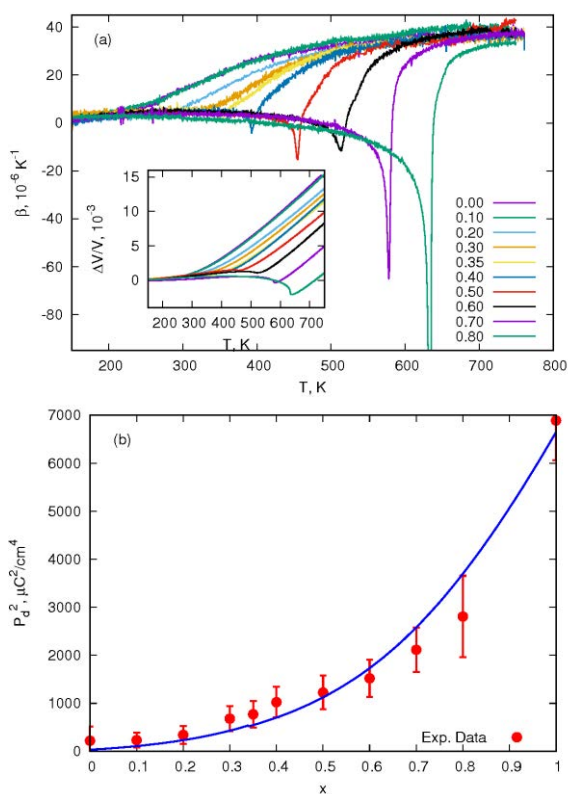 (a)
40
20
0
-20
-40
-60
-80
β, 10⁻⁶ K⁻¹
15
10
5
0
ΔV/V, 10⁻³
200 300 400 500 600 700
T, K
0.00
0.10
0.20
0.30
0.35
0.40
0.50
0.60
0.70
0.80
200 300 400 500 600 700 800
T, K
(b)
7000
6000
5000
4000
3000
2000
1000
0
P_d², μC²/cm⁴
Exp. Data
0 0.1 0.2 0.3 0.4 0.5 0.6 0.7 0.8 0.9 1
x